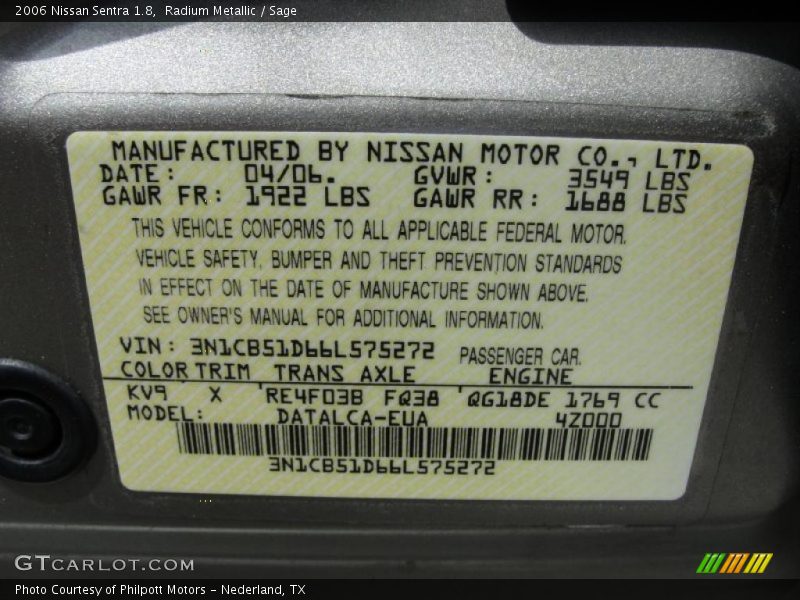 2006 Nissan Sentra 1.8, Radium Metallic / Sage
MANUFACTURED BY NISSAN MOTOR CO., LTD.
DATE: 04/06. GVWR: 3549 LBS
GAWR FR: 1922 LBS GAWR RR: 1688 LBS
THIS VEHICLE CONFORMS TO ALL APPLICABLE FEDERAL MOTOR.
VEHICLE SAFETY, BUMPER AND THEFT PREVENTION STANDARDS
IN EFFECT ON THE DATE OF MANUFACTURE SHOWN ABOVE.
SEE OWNER'S MANUAL FOR ADDITIONAL INFORMATION.
VIN: 3N1CB51D66L575272 PASSENGER CAR.
COLOR TRIM TRANS AXLE ENGINE
KV9 X 'RE4F03B FQ38 'QG18DE 1769 CC
MODEL: DATALCA-EUA 4Z000
3N1CB51D66L575272
GTCARLOT.COM
Photo Courtesy of Philpott Motors - Nederland, TX